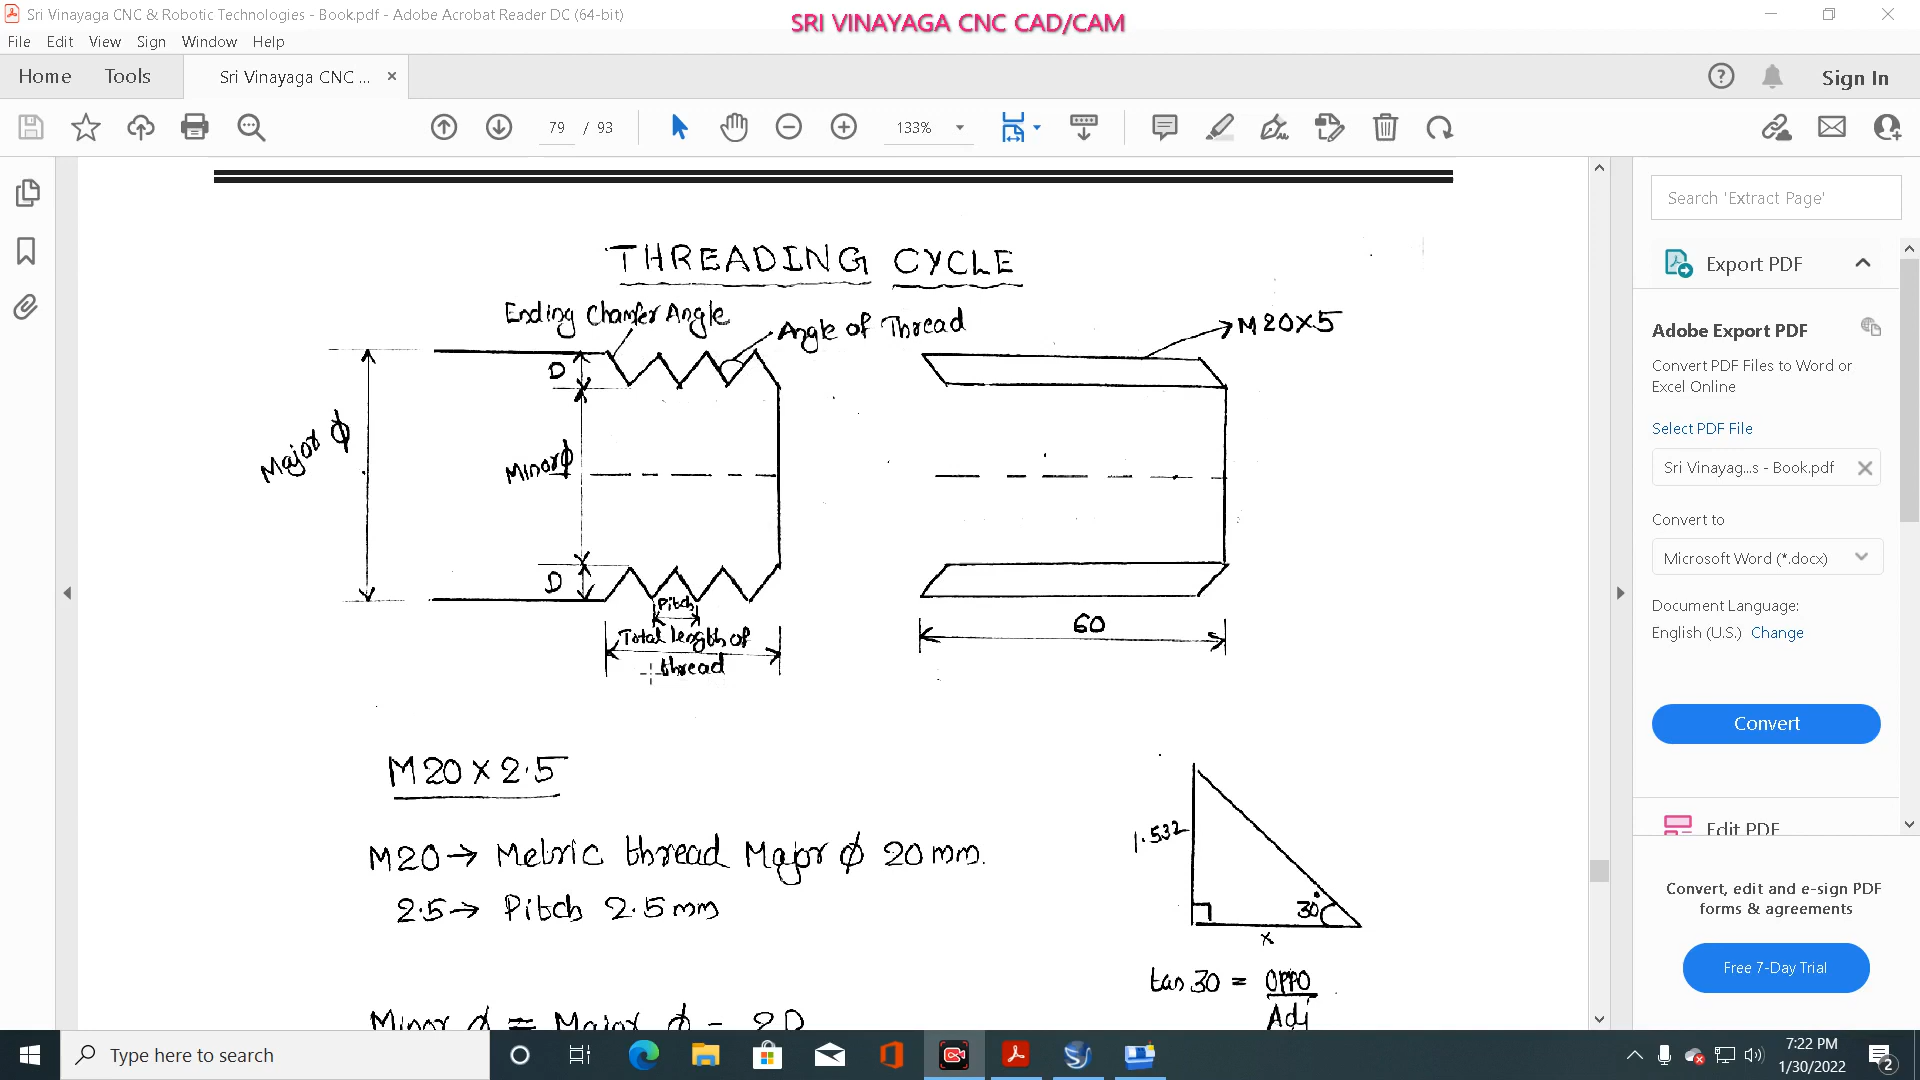 Sri Vinayaga CNC & Robotic Technologies - Book.pdf - Adobe Acrobat Reader DC (64-bit)
SRI VINAYAGA CNC CAD/CAM
File Edit View Sign Window Help
Home Tools Sri Vinayaga CNC ... × Sign In
79 / 93 133%
THREADING CYCLE
Ending Chamfer Angle
Angle of Thread
M20X5
D
Major ϕ
Minor ϕ
D
Pitch
Total length of
thread
60
M20 X 2.5
M20 → Metric thread Major ϕ 20 mm.
2.5 → Pitch 2.5 mm
1.532
30°
x
tan 30 = OPPO
Adj
Minor ϕ = Major ϕ - 2D
Search 'Extract Page'
Export PDF
Adobe Export PDF
Convert PDF Files to Word or
Excel Online
Select PDF File
Sri Vinayag...s - Book.pdf
Convert to
Microsoft Word (*.docx)
Document Language:
English (U.S.) Change
Convert
Edit PDF
Convert, edit and e-sign PDF
forms & agreements
Free 7-Day Trial
Type here to search
7:22 PM
1/30/2022
2